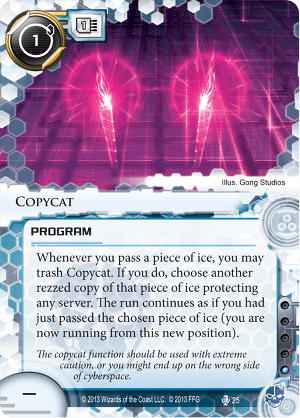 1
1
Illus. Gong Studios
COPYCAT
PROGRAM
Whenever you pass a piece of ice, you may
trash Copycat. If you do, choose another
rezzed copy of that piece of ice protecting
any server. The run continues as if you had
just passed the chosen piece of ice (you are
now running from this new position).
The copycat function should be used with extreme
caution, or you might end up on the wrong side
of cyberspace.
–
© 2013 Wizards of the Coast LLC. © 2013 FFG
25